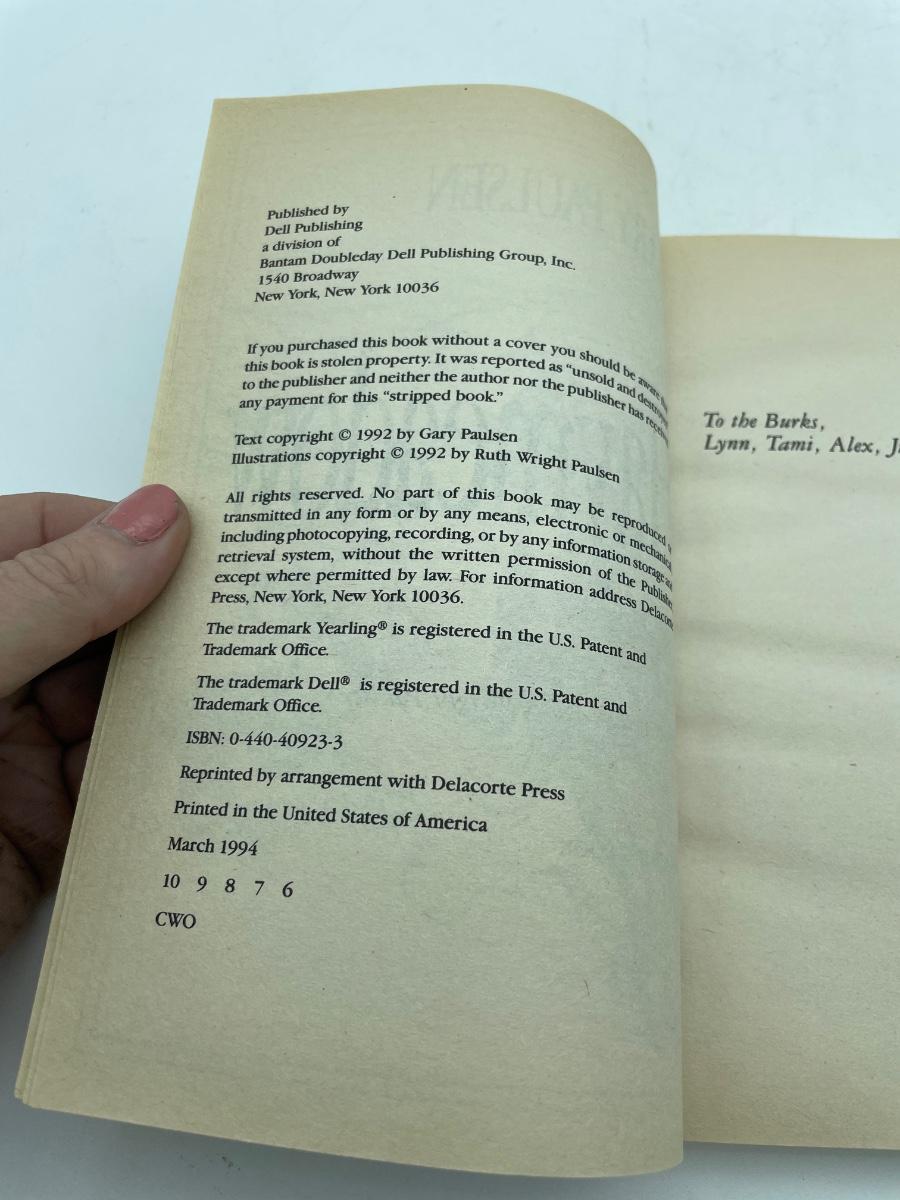 Published by
Dell Publishing
a division of
Bantam Doubleday Dell Publishing Group, Inc.
1540 Broadway
New York, New York 10036
If you purchased this book without a cover you should be aware
this book is stolen property. It was reported as “unsold and destroyed
to the publisher and neither the author nor the publisher has received
any payment for this “stripped book.”
Text copyright © 1992 by Gary Paulsen
Illustrations copyright © 1992 by Ruth Wright Paulsen
All rights reserved. No part of this book may be reproduced
transmitted in any form or by any means, electronic or mechanical
including photocopying, recording, or by any information storage
retrieval system, without the written permission of the Publisher,
except where permitted by law. For information address Delacorte
Press, New York, New York 10036.
The trademark Yearling® is registered in the U.S. Patent and
Trademark Office.
The trademark Dell® is registered in the U.S. Patent and
Trademark Office.
ISBN: 0-440-40923-3
Reprinted by arrangement with Delacorte Press
Printed in the United States of America
March 1994
10 9 8 7 6
CWO
To the Burks,
Lynn, Tami, Alex,